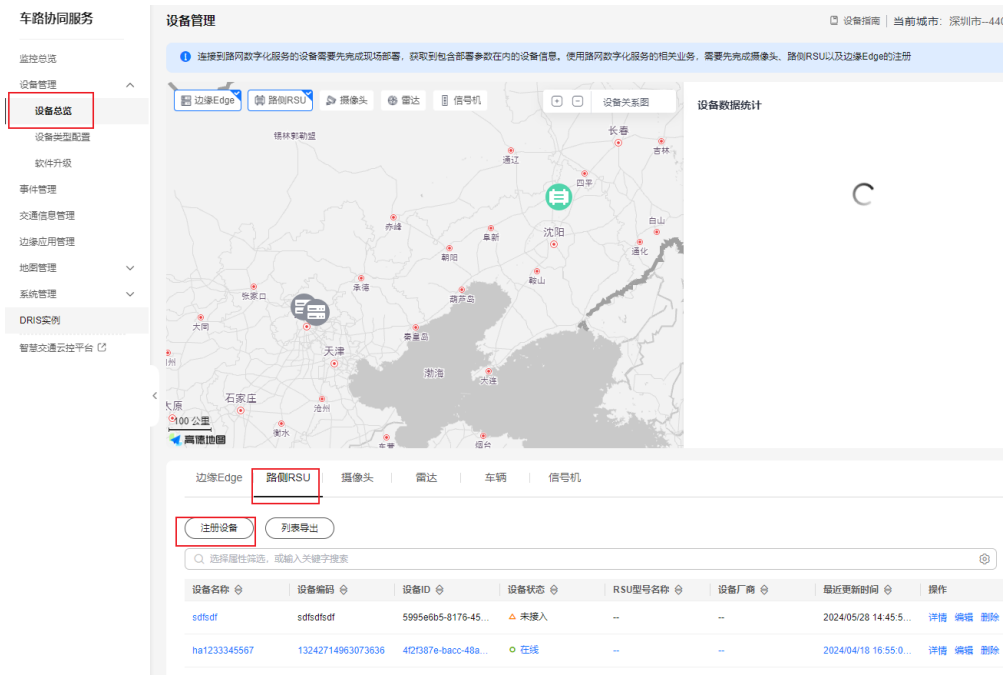 车路协同服务
设备管理
设备指南
当前城市：深圳市--440
监控总览
设备管理
设备总览
设备类型配置
软件升级
事件管理
交通信息管理
边缘应用管理
地图管理
系统管理
DRIS实例
智慧交通云控平台
连接到路网数字化服务的设备需要先完成现场部署，获取到包含部署参数在内的设备信息。使用路网数字化服务的相关业务，需要先完成摄像头、路侧RSU以及边缘Edge的注册
边缘Edge
路侧RSU
摄像头
雷达
信号机
设备关系图
设备数据统计
锡林郭勒盟
长春
吉林
通辽
四平
赤峰
阜新
沈阳
白山
通化
朝阳
鞍山
张家口
承德
葫芦岛
大同
秦皇岛
天津
渤海
大连
石家庄
沧州
太原
100 公里
衡水
烟台
高德地图
边缘Edge
路侧RSU
摄像头
雷达
车辆
信号机
注册设备
列表导出
选择属性筛选，或输入关键字搜索
设备名称 设备编码 设备ID 设备状态 RSU型号名称 设备厂商 最近更新时间 操作
sdfsdf sdfsdfsdf 5995e6b5-8176-45... 未接入 -- -- 2024/05/28 14:45:5... 详情 编辑 删除
ha1233345567 13242714963073636 4f2f387e-bacc-48a... 在线 -- -- 2024/04/18 16:55:0... 详情 编辑 删除